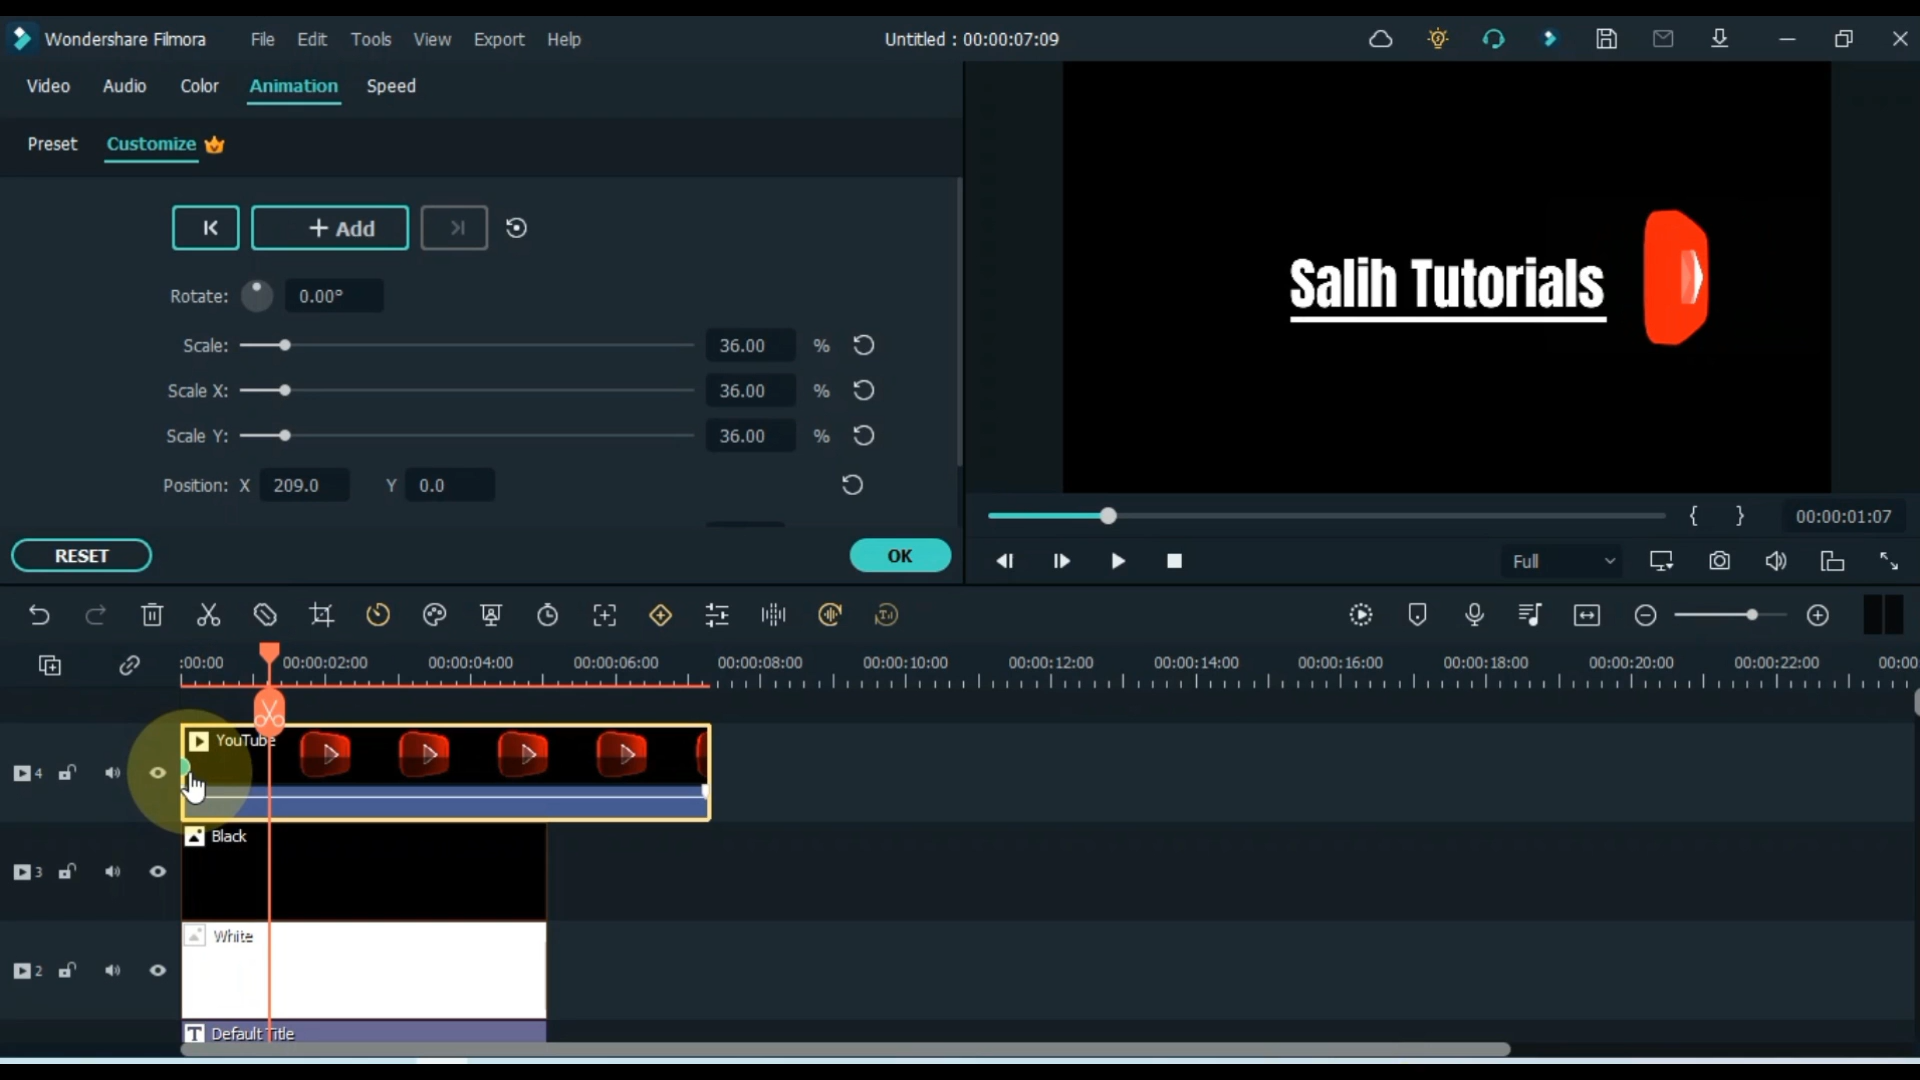 Wondershare Filmora File Edit Tools View Export Help Untitled : 00:00:07:09
Video Audio Color Animation Speed
Preset Customize
+ Add
Rotate: 0.00°
Scale: 36.00 %
Scale X: 36.00 %
Scale Y: 36.00 %
Position: X 209.0 Y 0.0
RESET OK
Salih Tutorials
{ } 00:00:01:07
Full
:00:00 00:00:02:00 00:00:04:00 00:00:06:00 00:00:08:00 00:00:10:00 00:00:12:00 00:00:14:00 00:00:16:00 00:00:18:00 00:00:20:00 00:00:22:00 00:00
4 YouTube
3 Black
2 White
T Default Title